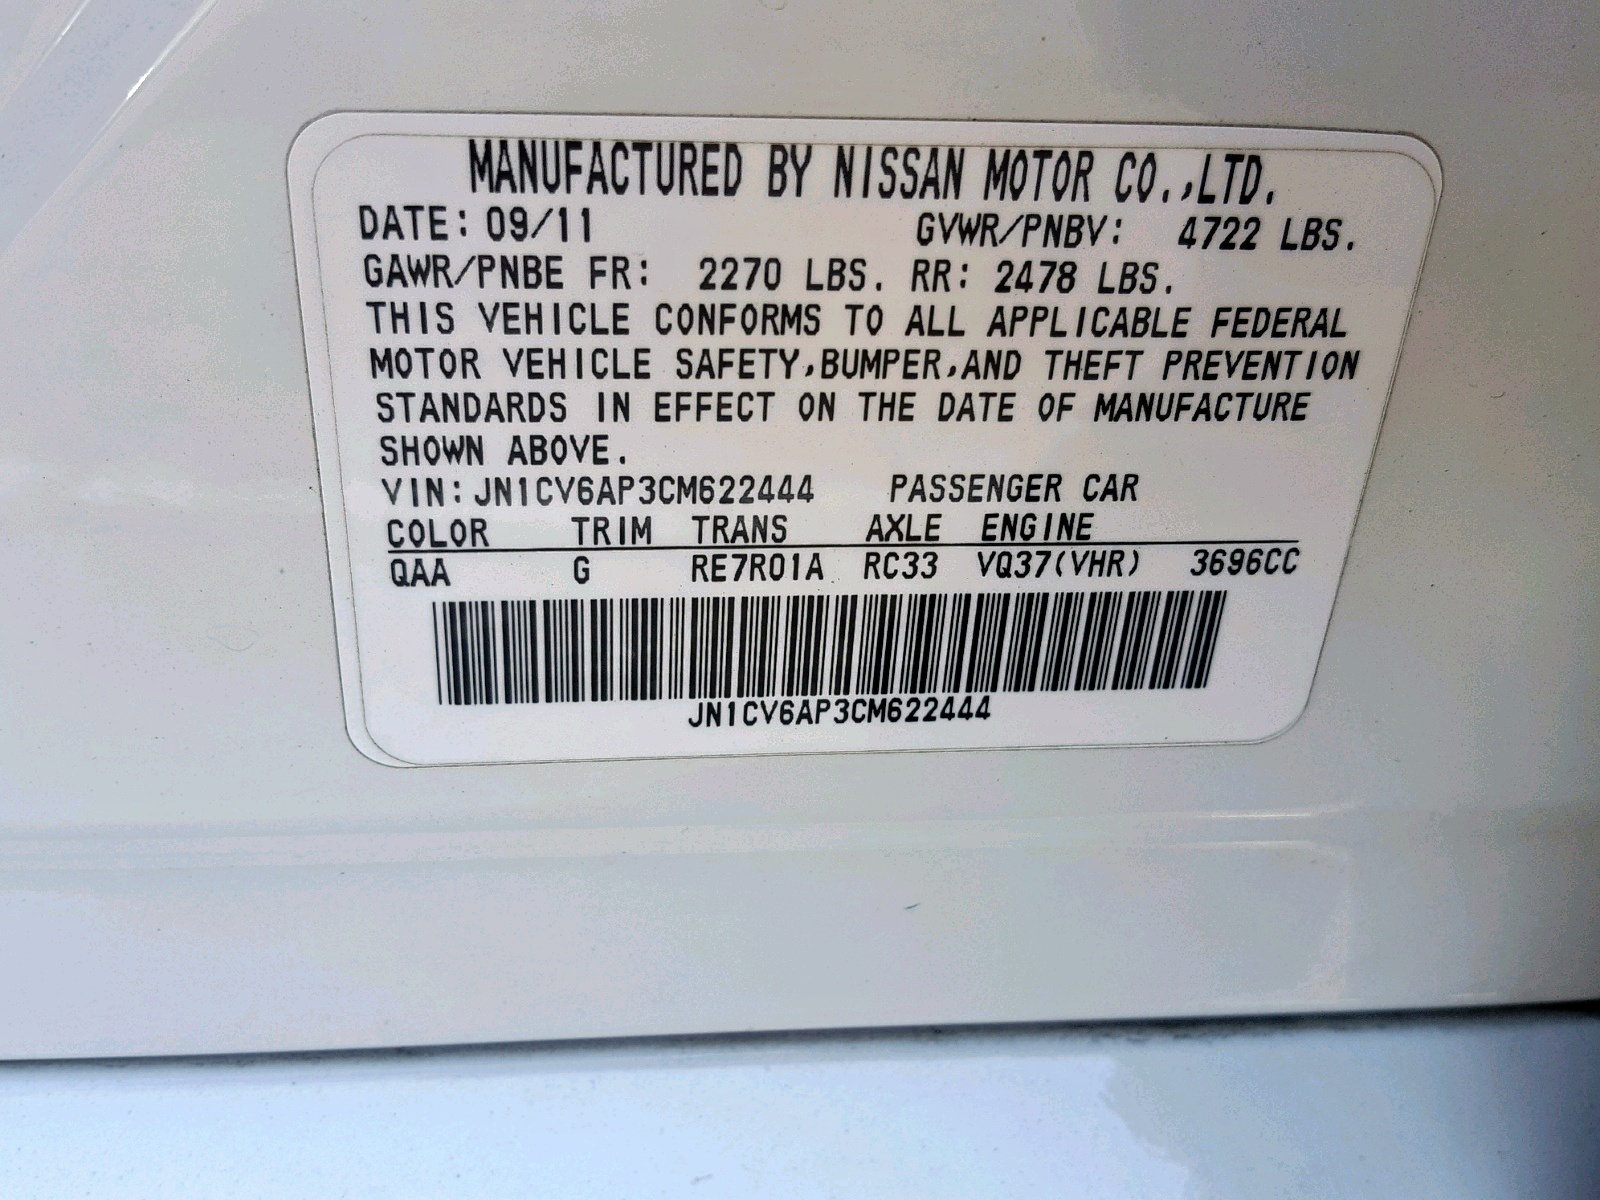 MANUFACTURED BY NISSAN MOTOR CO.,LTD.
DATE: 09/11 GVWR/PNBV: 4722 LBS.
GAWR/PNBE FR: 2270 LBS. RR: 2478 LBS.
THIS VEHICLE CONFORMS TO ALL APPLICABLE FEDERAL
MOTOR VEHICLE SAFETY,BUMPER,AND THEFT PREVENTION
STANDARDS IN EFFECT ON THE DATE OF MANUFACTURE
SHOWN ABOVE.
VIN:JN1CV6AP3CM622444 PASSENGER CAR
COLOR TRIM TRANS AXLE ENGINE
QAA G RE7R01A RC33 VQ37(VHR) 3696CC
JN1CV6AP3CM622444